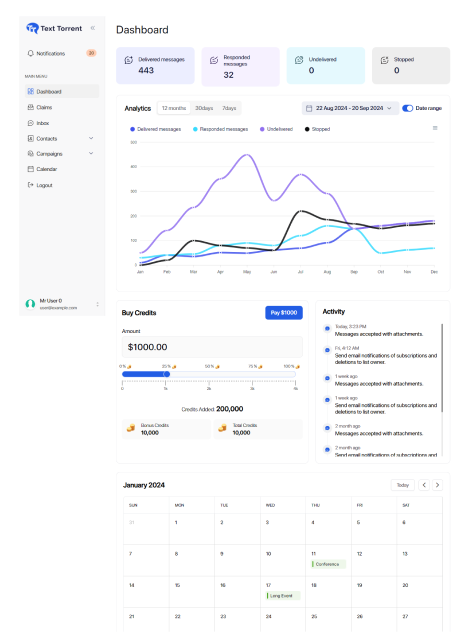 Text Torrent
Dashboard
Notifications
30
MAIN MENU
Dashboard
Claims
Inbox
Contacts
Campaigns
Calendar
Logout
Mr User 0
user@example.com
Delivered messages
443
Responded messages
32
Undelivered
0
Stopped
0
Analytics
12 months
30days
7days
22 Aug 2024 - 20 Sep 2024
Date range
Delivered messages
Responded messages
Undelivered
Stopped
500
400
300
200
100
0
Jan Feb Mar Apr May Jun Jul Aug Sep Oct Nov Dec
Buy Credits
Pay $1000
Amount
$1000.00
0% 25% 50% 75% 100%
0 1k 2k 3k 4k
Credits Added: 200,000
Bonus Credits
10,000
Total Credits
10,000
Activity
Today, 3:23 PM
Messages accepted with attachments.
Fri, 4:12 AM
Send email notifications of subscriptions and
deletions to list owner.
1 week ago
Messages accepted with attachments.
1 week ago
Send email notifications of subscriptions and
deletions to list owner.
2 month ago
Messages accepted with attachments.
2 month ago
Send email notifications of subscriptions and
January 2024
Today
SUN MON TUE WED THU FRI SAT
31 1 2 3 4 5 6
7 8 9 10 11 12 13
Conference
14 15 16 17 18 19 20
Long Event
21 22 23 24 25 26 27